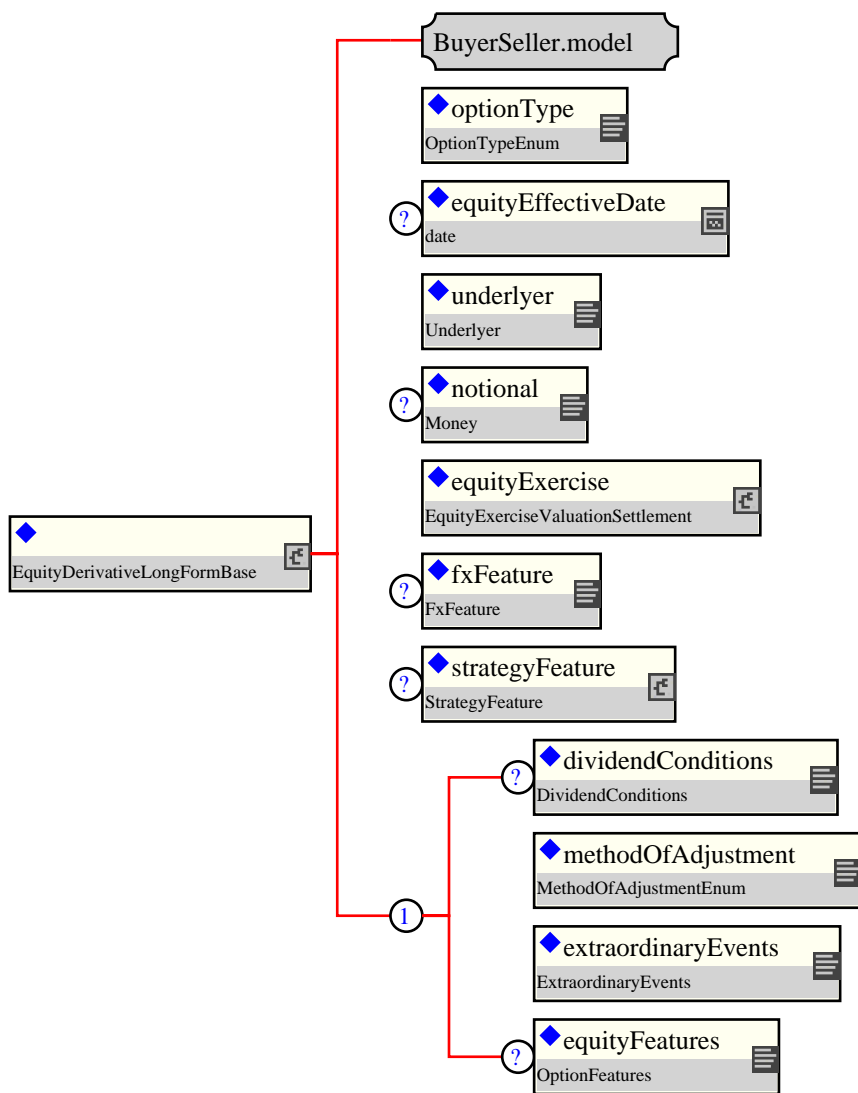 BuyerSeller.model
optionType
OptionTypeEnum
?
equityEffectiveDate
date
underlyer
Underlyer
?
notional
Money
equityExercise
EquityExerciseValuationSettlement
EquityDerivativeLongFormBase
?
fxFeature
FxFeature
?
strategyFeature
StrategyFeature
?
dividendConditions
DividendConditions
methodOfAdjustment
MethodOfAdjustmentEnum
1
extraordinaryEvents
ExtraordinaryEvents
?
equityFeatures
OptionFeatures